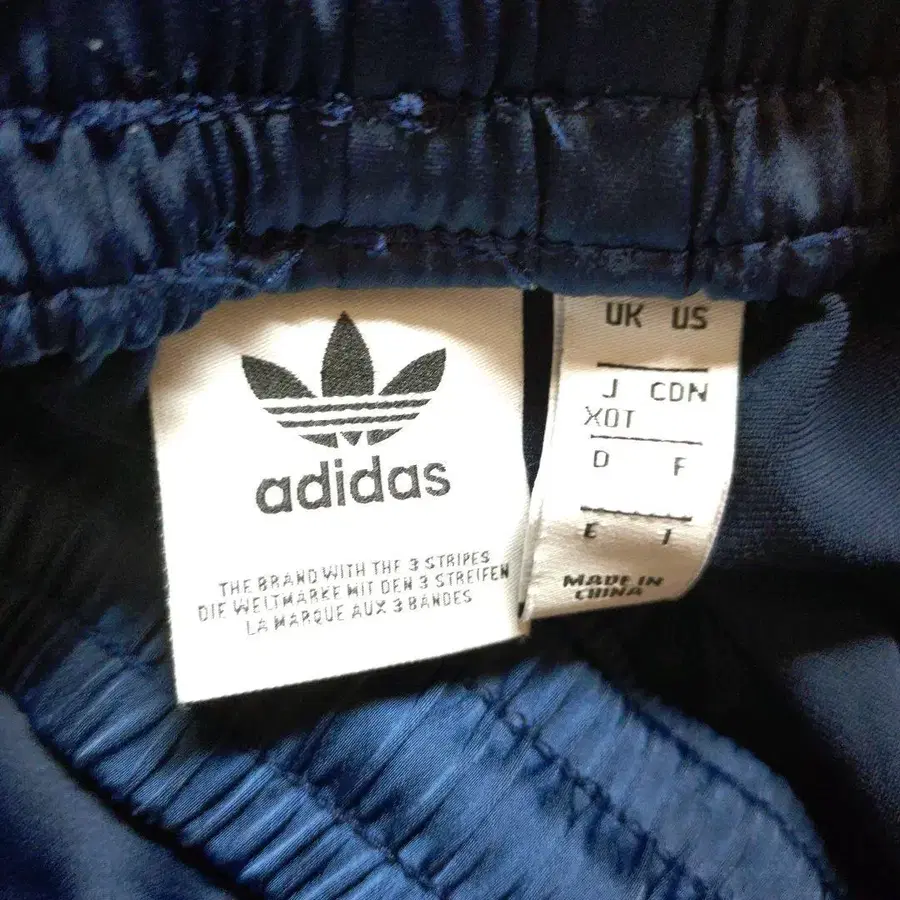 adidas
THE BRAND WITH THE 3 STRIPES
DIE WELTMARKE MIT DEN 3 STREIFEN
LA MARQUE AUX 3 BANDES
UK US
J CDN
XOT
D F
E I
MADE IN
CHINA